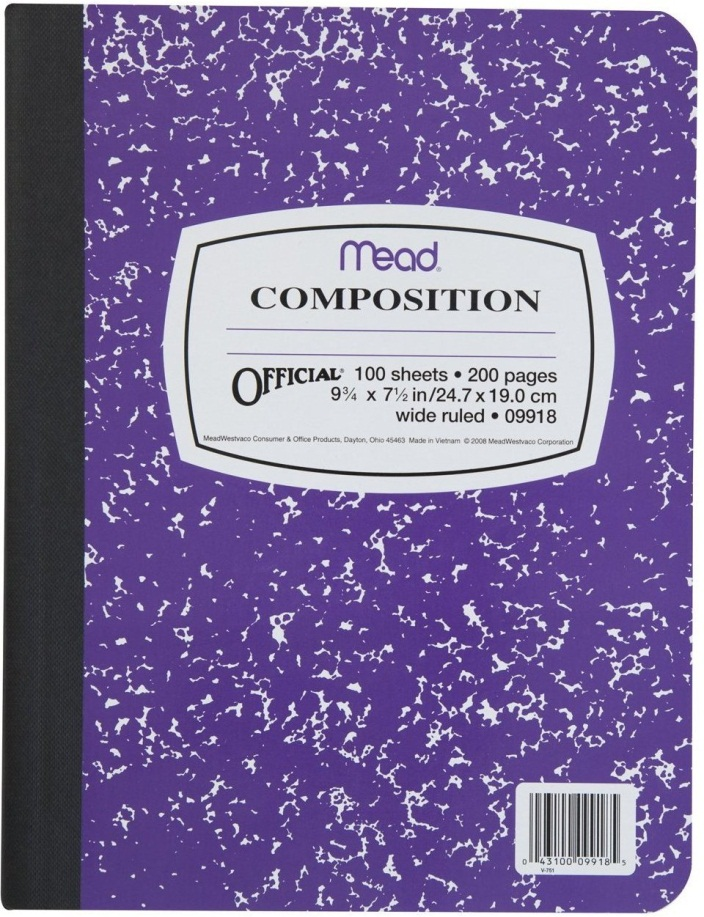 Mead®
COMPOSITION
OFFICIAL® 100 sheets • 200 pages
9¾ x 7½ in/24.7 x 19.0 cm
wide ruled • 09918
MeadWestvaco Consumer & Office Products, Dayton, Ohio 45463 Made in Vietnam © 2008 MeadWestvaco Corporation
0 43100 09918 5
V-751